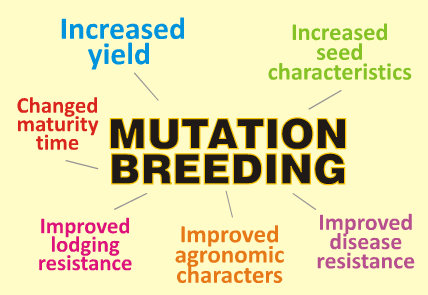 Increased
yield
Increased
seed
characteristics
Changed
maturity
time
MUTATION
BREEDING
Improved
lodging
resistance
Improved
agronomic
characters
Improved
disease
resistance